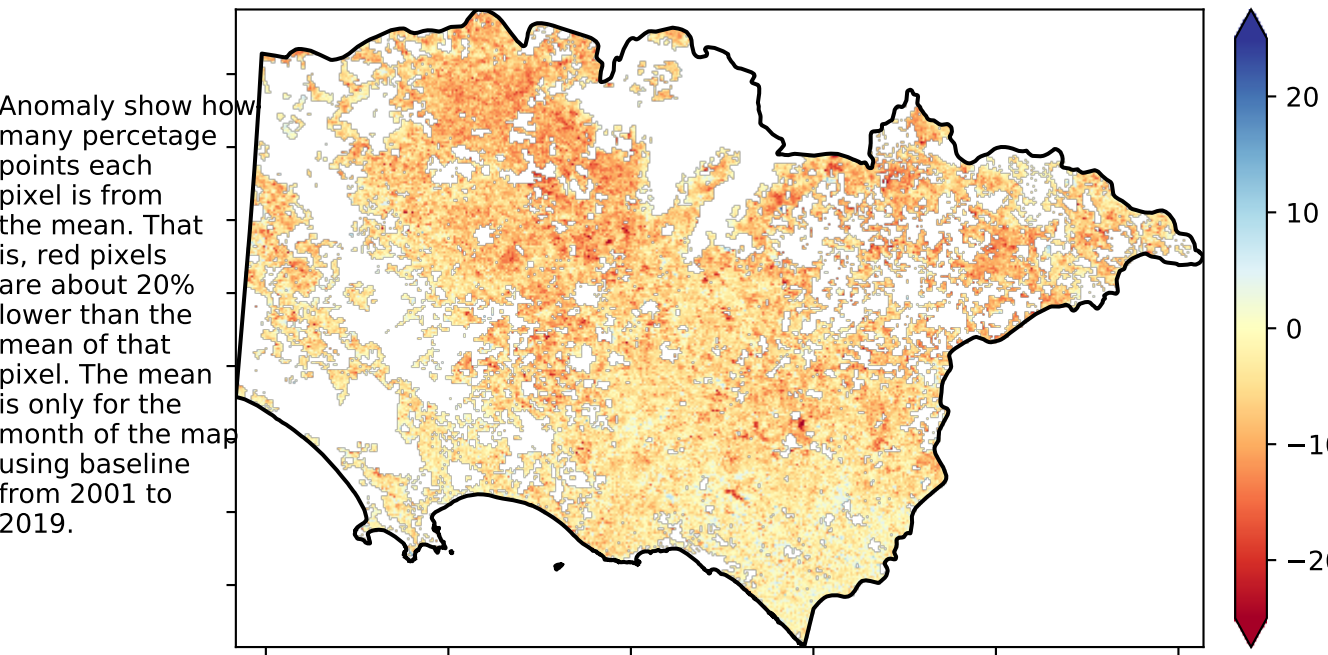 Anomaly show how
many percetage
points each
pixel is from
the mean. That
is, red pixels
are about 20%
lower than the
mean of that
pixel. The mean
is only for the
month of the map
using baseline
from 2001 to
2019.
20
10
0
−10
−20